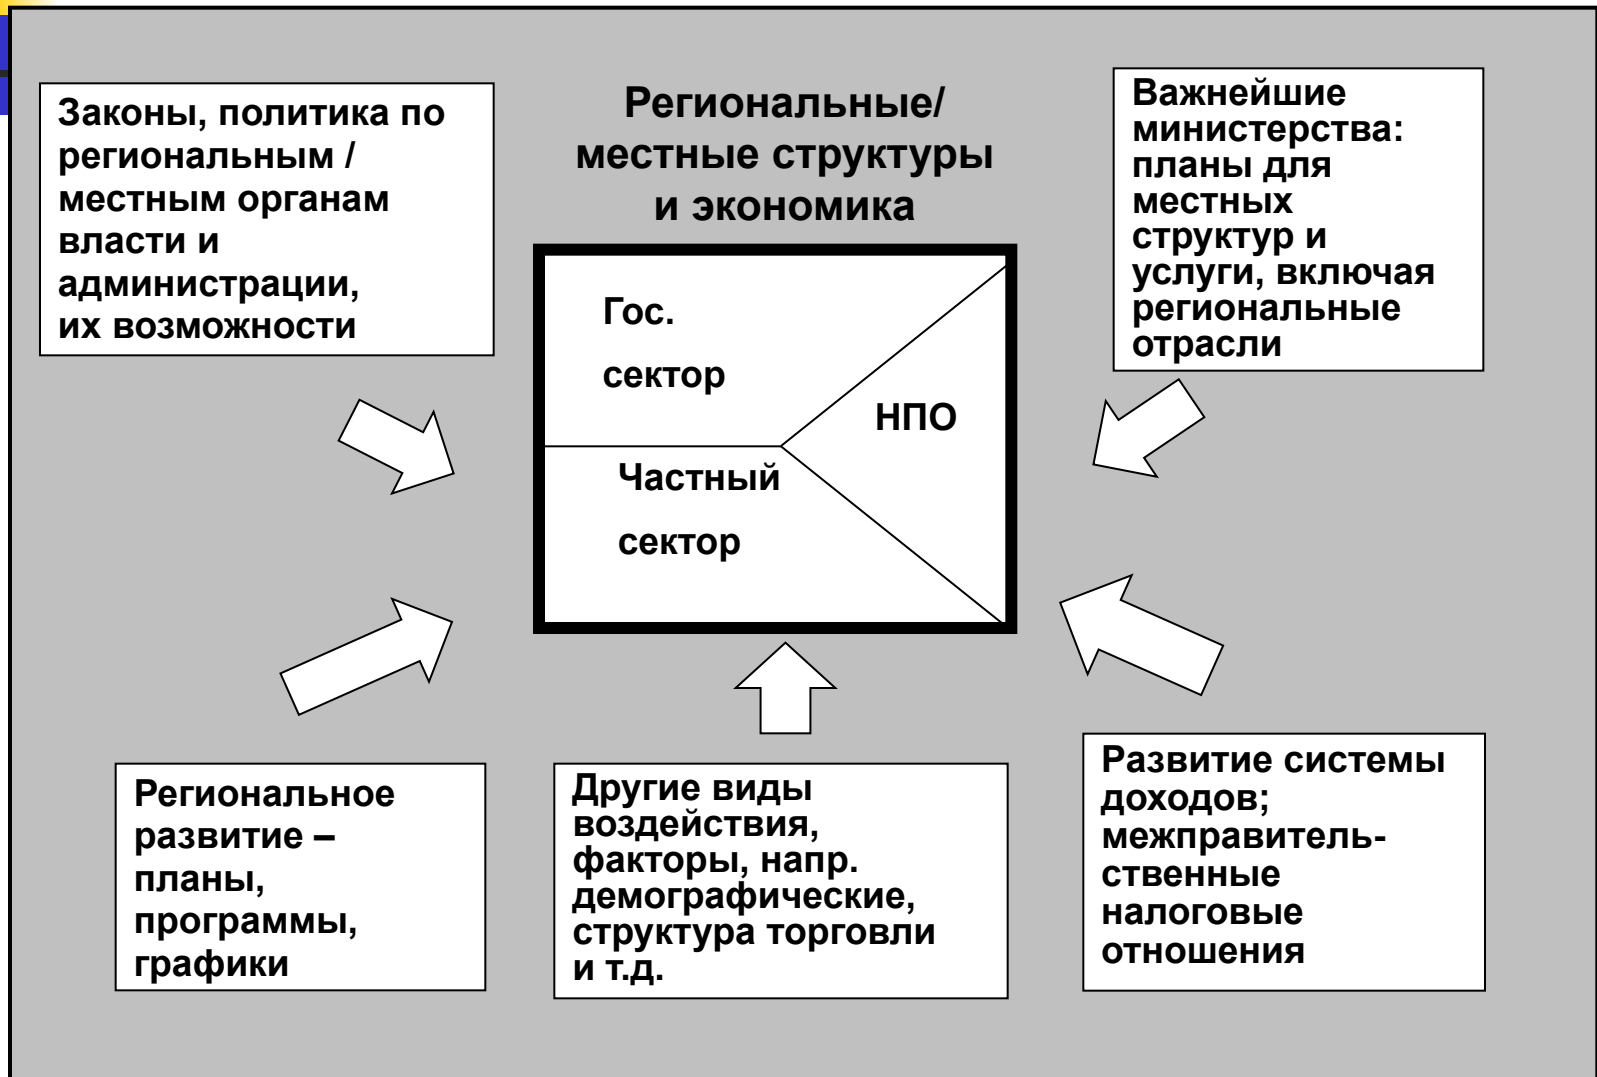 Законы, политика по
региональным /
местным органам
власти и
администрации,
их возможности
Региональные/
местные структуры
и экономика
Важнейшие
министерства:
планы для
местных
структур и
услуги, включая
региональные
отрасли
Гос.
сектор
НПО
Частный
сектор
Региональное
развитие –
планы,
программы,
графики
Другие виды
воздействия,
факторы, напр.
демографические,
структура торговли
и т.д.
Развитие системы
доходов;
межправитель-
ственные
налоговые
отношения